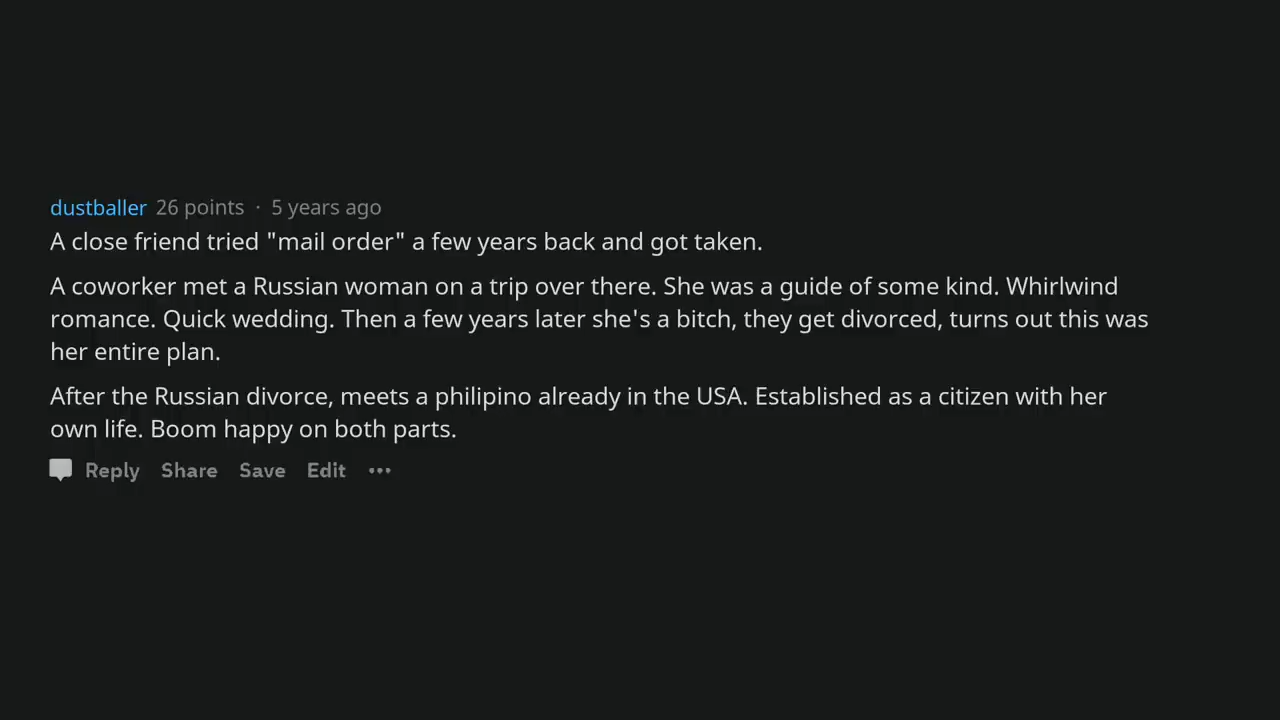 dustballer 26 points · 5 years ago
A close friend tried "mail order" a few years back and got taken.
A coworker met a Russian woman on a trip over there. She was a guide of some kind. Whirlwind
romance. Quick wedding. Then a few years later she's a bitch, they get divorced, turns out this was
her entire plan.
After the Russian divorce, meets a philipino already in the USA. Established as a citizen with her
own life. Boom happy on both parts.
Reply Share Save Edit •••